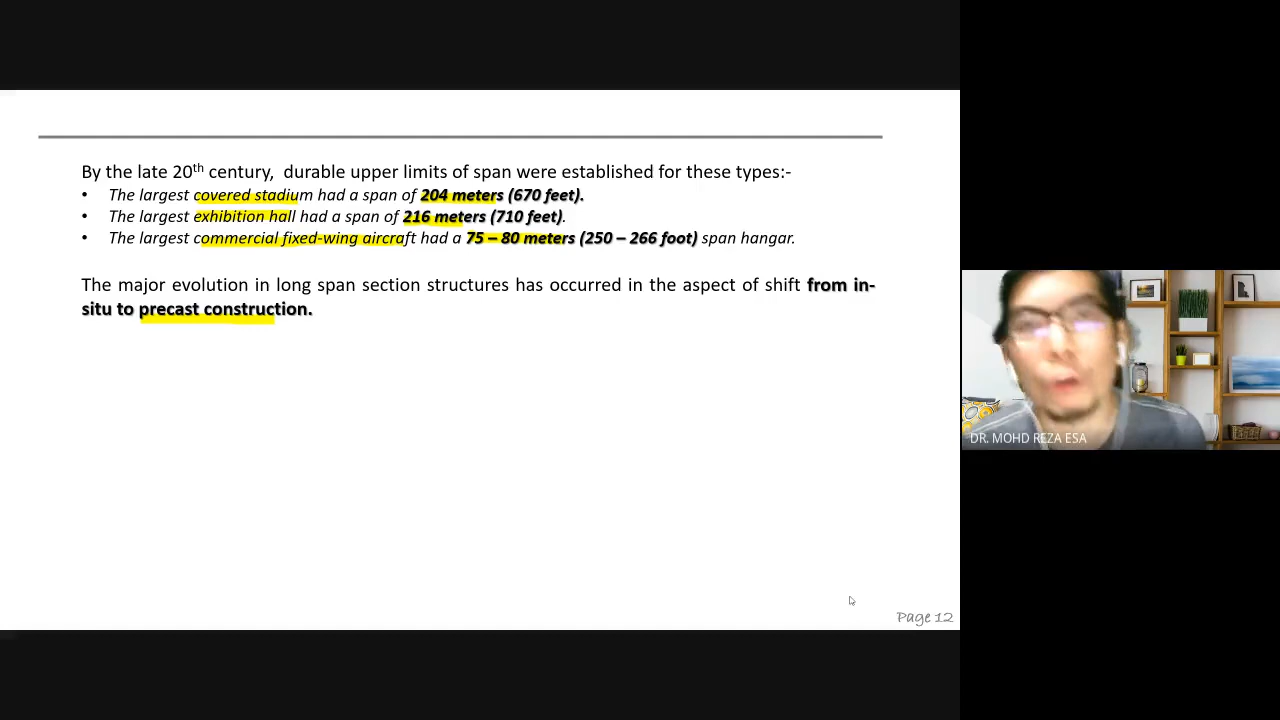 By the late 20th century, durable upper limits of span were established for these types:-
• The largest covered stadium had a span of 204 meters (670 feet).
• The largest exhibition hall had a span of 216 meters (710 feet).
• The largest commercial fixed-wing aircraft had a 75 – 80 meters (250 – 266 foot) span hangar.
The major evolution in long span section structures has occurred in the aspect of shift from in-
situ to precast construction.
DR. MOHD REZA ESA
Page 12